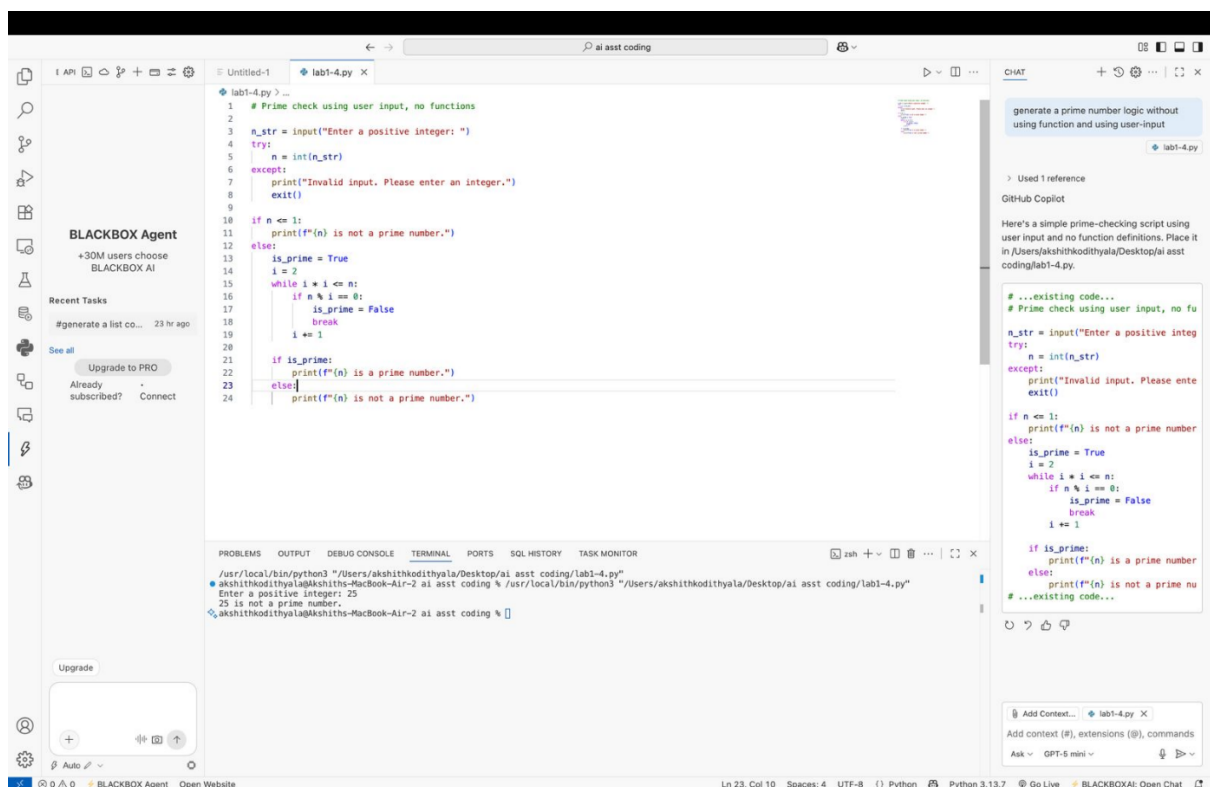 ai asst coding
API
Untitled-1
lab1-4.py
lab1-4.py > ...
1 # Prime check using user input, no functions
2
3 n_str = input("Enter a positive integer: ")
4 try:
5     n = int(n_str)
6 except:
7     print("Invalid input. Please enter an integer.")
8     exit()
9
10 if n <= 1:
11     print(f"{n} is not a prime number.")
12 else:
13     is_prime = True
14     i = 2
15     while i * i <= n:
16         if n % i == 0:
17             is_prime = False
18             break
19         i += 1
20
21     if is_prime:
22         print(f"{n} is a prime number.")
23     else:
24         print(f"{n} is not a prime number.")
BLACKBOX Agent
+30M users choose
BLACKBOX AI
Recent Tasks
#generate a list co... 23 hr ago
See all
Upgrade to PRO
Already
subscribed? Connect
Upgrade
Auto
PROBLEMS OUTPUT DEBUG CONSOLE TERMINAL PORTS SQL HISTORY TASK MONITOR
zsh
/usr/local/bin/python3 "/Users/akshithkodithyala/Desktop/ai asst coding/lab1-4.py"
akshithkodithyala@Akshiths-MacBook-Air-2 ai asst coding % /usr/local/bin/python3 "/Users/akshithkodithyala/Desktop/ai asst coding/lab1-4.py"
Enter a positive integer: 25
25 is not a prime number.
akshithkodithyala@Akshiths-MacBook-Air-2 ai asst coding %
CHAT
generate a prime number logic without
using function and using user-input
lab1-4.py
> Used 1 reference
GitHub Copilot
Here's a simple prime-checking script using
user input and no function definitions. Place it
in /Users/akshithkodithyala/Desktop/ai asst
coding/lab1-4.py.
# ...existing code...
# Prime check using user input, no fu
n_str = input("Enter a positive integ
try:
    n = int(n_str)
except:
    print("Invalid input. Please ente
    exit()
if n <= 1:
    print(f"{n} is not a prime number
else:
    is_prime = True
    i = 2
    while i * i <= n:
        if n % i == 0:
            is_prime = False
            break
        i += 1
    if is_prime:
        print(f"{n} is a prime number
    else:
        print(f"{n} is not a prime nu
# ...existing code...
Add Context... lab1-4.py
Add context (#), extensions (@), commands
Ask GPT-5 mini
0 0 BLACKBOX Agent Open Website
Ln 23, Col 10 Spaces: 4 UTF-8 {} Python Python 3.13.7 Go Live BLACKBOXAI: Open Chat